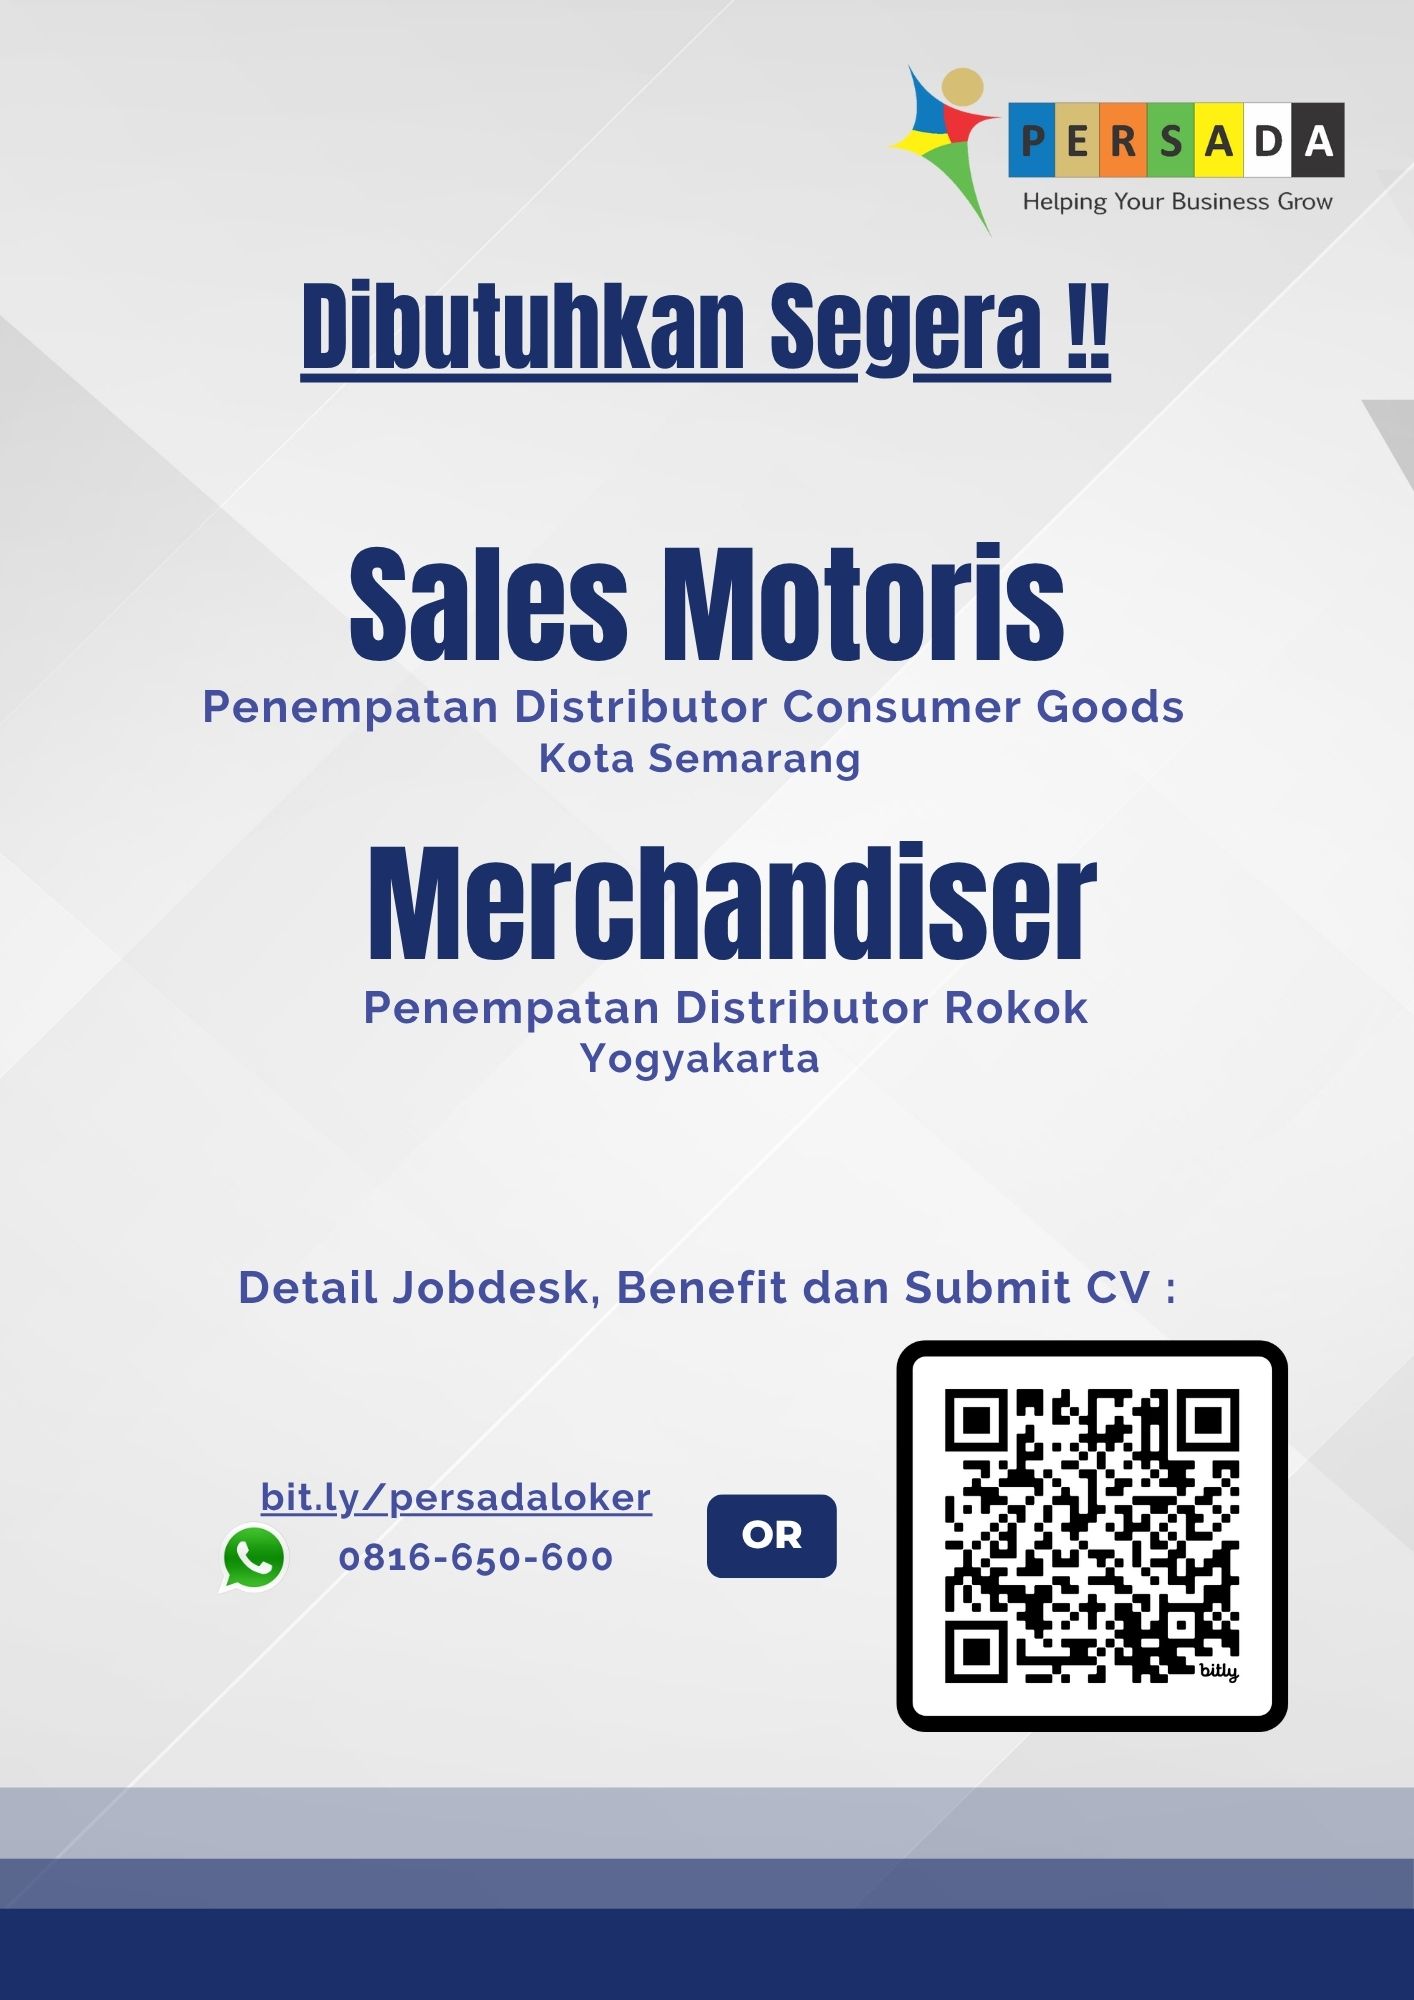 PERSADA
Helping Your Business Grow
Dibutuhkan Segera !!
Sales Motoris
Penempatan Distributor Consumer Goods
Kota Semarang
Merchandiser
Penempatan Distributor Rokok
Yogyakarta
Detail Jobdesk, Benefit dan Submit CV :
bit.ly/persadaloker
0816-650-600
OR
bitly